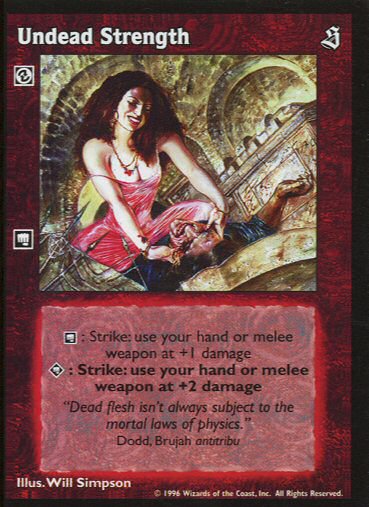 Undead Strength
: Strike: use your hand or melee
weapon at +1 damage
: Strike: use your hand or melee
weapon at +2 damage
“Dead flesh isn’t always subject to the
mortal laws of physics.”
Dodd, Brujah antitribu
Illus. Will Simpson
© 1996 Wizards of the Coast, Inc. All Rights Reserved.